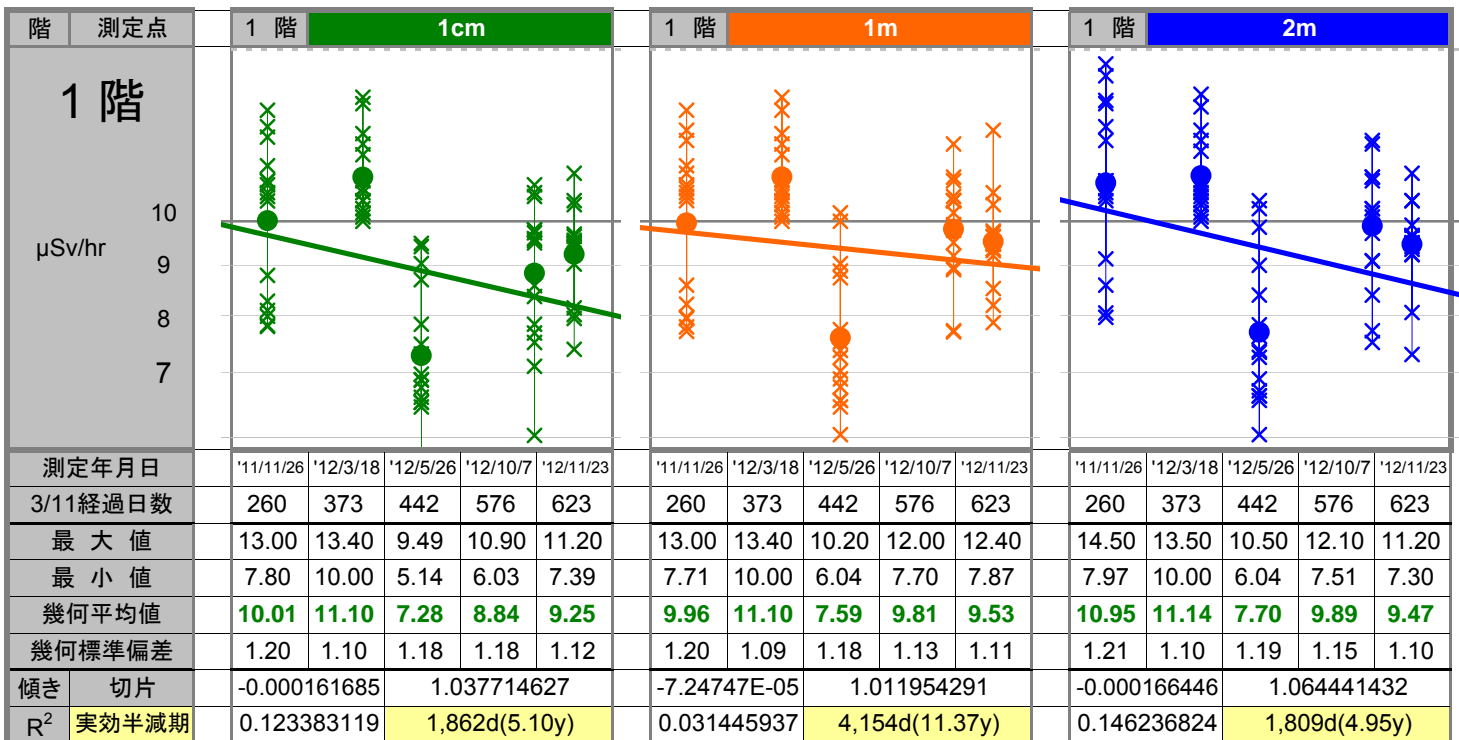 階 測定点 1 階 1cm 1 階 1m 1 階 2m
1 階
10
µSv/hr
9
8
7
測定年月日 '11/11/26 '12/3/18 '12/5/26 '12/10/7 '12/11/23 '11/11/26 '12/3/18 '12/5/26 '12/10/7 '12/11/23 '11/11/26 '12/3/18 '12/5/26 '12/10/7 '12/11/23
3/11経過日数 260 373 442 576 623 260 373 442 576 623 260 373 442 576 623
最 大 値 13.00 13.40 9.49 10.90 11.20 13.00 13.40 10.20 12.00 12.40 14.50 13.50 10.50 12.10 11.20
最 小 値 7.80 10.00 5.14 6.03 7.39 7.71 10.00 6.04 7.70 7.87 7.97 10.00 6.04 7.51 7.30
幾何平均値 10.01 11.10 7.28 8.84 9.25 9.96 11.10 7.59 9.81 9.53 10.95 11.14 7.70 9.89 9.47
幾何標準偏差 1.20 1.10 1.18 1.18 1.12 1.20 1.09 1.18 1.13 1.11 1.21 1.10 1.19 1.15 1.10
傾き 切片 -0.000161685 1.037714627 -7.24747E-05 1.011954291 -0.000166446 1.064441432
R² 実効半減期 0.123383119 1,862d(5.10y) 0.031445937 4,154d(11.37y) 0.146236824 1,809d(4.95y)